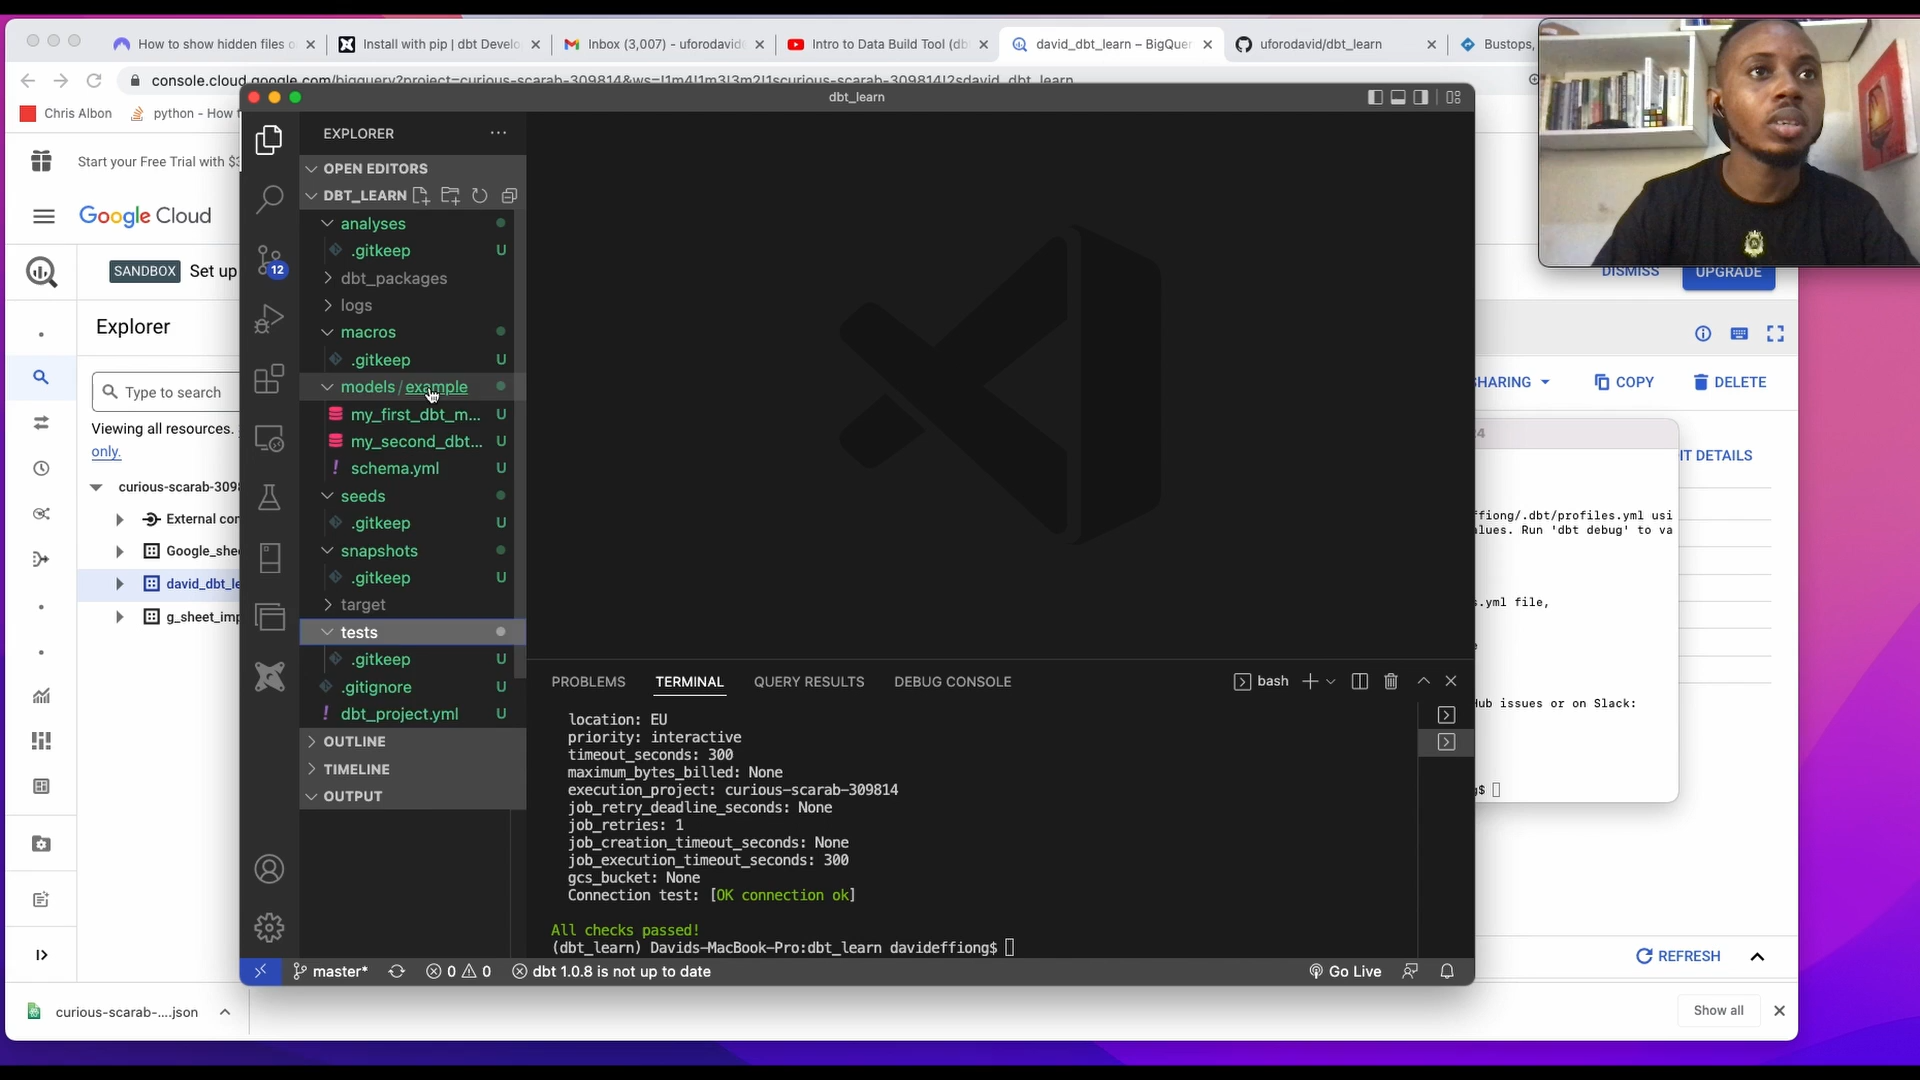 How to show hidden files o
Install with pip | dbt Develo
Inbox (3,007) - uforodavide
Intro to Data Build Tool (db
david_dbt_learn – BigQuer
uforodavid/dbt_learn
Bustops,
console.cloud.google.com/bigquery?project=curious-scarab-309814&ws=!1m4!1m3!3m2!1scurious-scarab-309814!2sdavid_dbt_learn
Chris Albon
python - How t
dbt_learn
Start your Free Trial with $3
Google Cloud
SANDBOX Set up
DISMISS
UPGRADE
Explorer
Type to search
Viewing all resources.
only.
curious-scarab-3098
External con
Google_shee
david_dbt_le
g_sheet_imp
EXPLORER
OPEN EDITORS
DBT_LEARN
analyses
.gitkeep U
dbt_packages
logs
macros
.gitkeep U
models / example
my_first_dbt_m... U
my_second_dbt... U
schema.yml U
seeds
.gitkeep U
snapshots
.gitkeep U
target
tests
.gitkeep U
.gitignore U
dbt_project.yml U
OUTLINE
TIMELINE
OUTPUT
12
PROBLEMS TERMINAL QUERY RESULTS DEBUG CONSOLE
bash
location: EU
priority: interactive
timeout_seconds: 300
maximum_bytes_billed: None
execution_project: curious-scarab-309814
job_retry_deadline_seconds: None
job_retries: 1
job_creation_timeout_seconds: None
job_execution_timeout_seconds: 300
gcs_bucket: None
Connection test: [OK connection ok]
All checks passed!
(dbt_learn) Davids-MacBook-Pro:dbt_learn davideffiong$
master*
0 0
dbt 1.0.8 is not up to date
Go Live
HARING
COPY
DELETE
24
IT DETAILS
ffiong/.dbt/profiles.yml usi
alues. Run 'dbt debug' to va
s.yml file,
Hub issues or on Slack:
g$
REFRESH
curious-scarab-....json
Show all